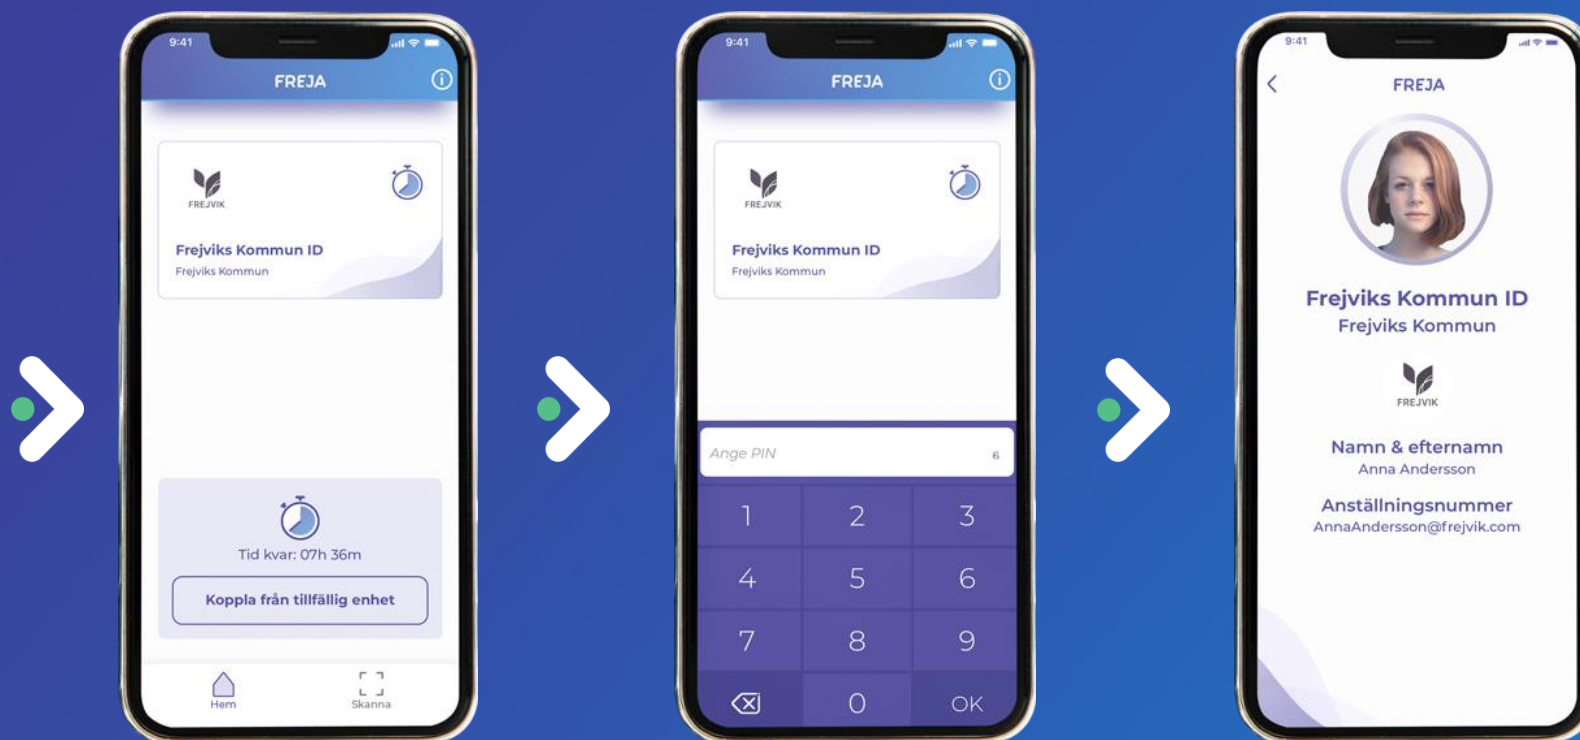 9:41
FREJA
FREJVIK
Frejviks Kommun ID
Frejviks Kommun
Tid kvar: 07h 36m
Koppla från tillfällig enhet
Hem
Skanna
9:41
FREJA
FREJVIK
Frejviks Kommun ID
Frejviks Kommun
Ange PIN
6
1 2 3
4 5 6
7 8 9
0 OK
9:41
FREJA
Frejviks Kommun ID
Frejviks Kommun
FREJVIK
Namn & efternamn
Anna Andersson
Anställningsnummer
AnnaAndersson@frejvik.com